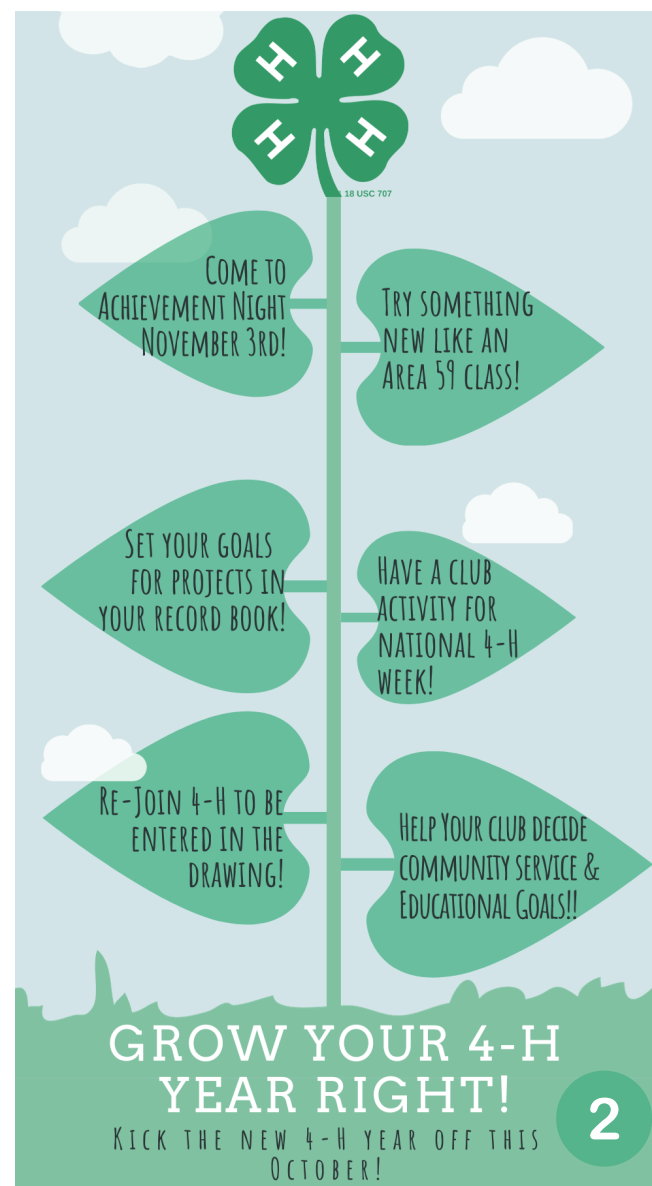 H H
H H
18 USC 707
Come to
Achievement Night
November 3rd!
Try something
new like an
Area 59 class!
Set your goals
for projects in
your record book!
Have a club
activity for
national 4-H
week!
Re-Join 4-H to be
entered in the
drawing!
Help Your club decide
community service &
Educational Goals!!
GROW YOUR 4-H
YEAR RIGHT!
Kick the new 4-H year off this
October!
2